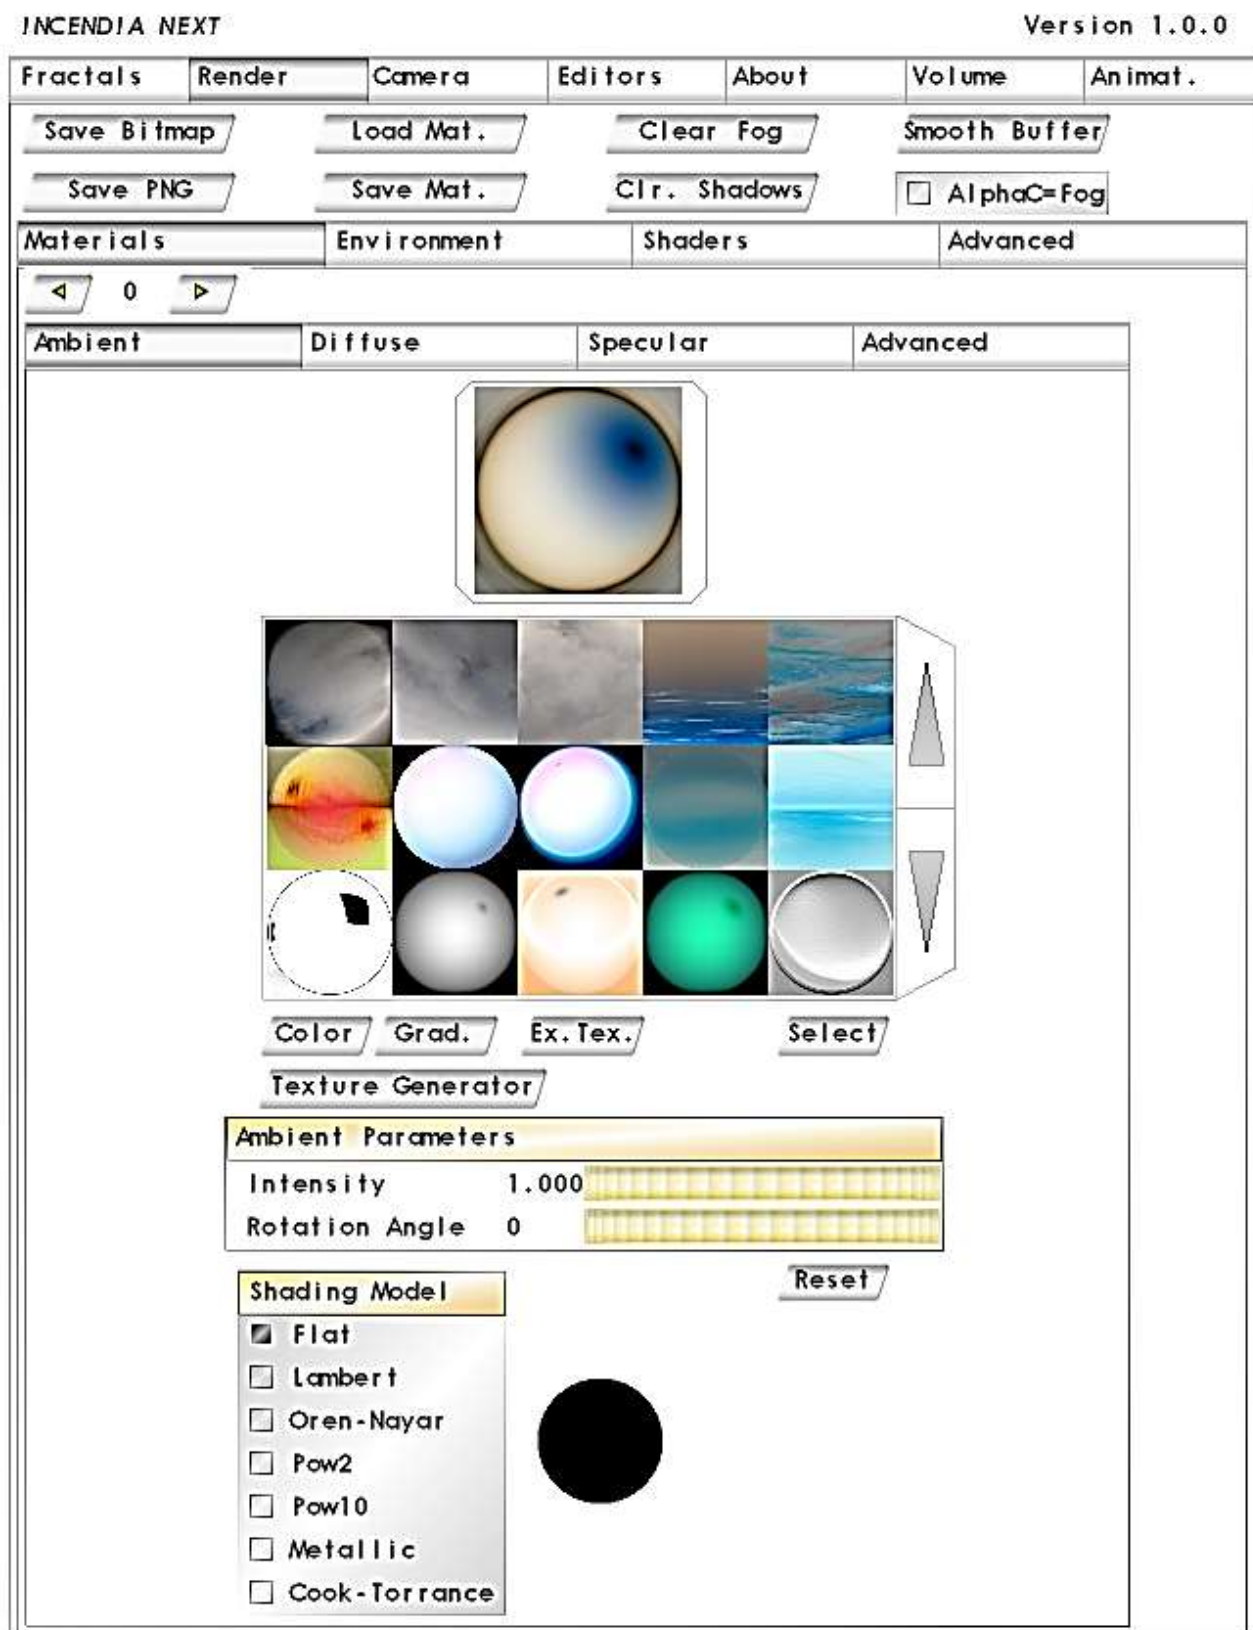 INCENDIA NEXT Version 1.0.0
Fractals Render Camera Editors About Volume Animat.
Save Bitmap Load Mat. Clear Fog Smooth Buffer
Save PNG Save Mat. Clr. Shadows AlphaC=Fog
Materials Environment Shaders Advanced
0
Ambient Diffuse Specular Advanced
Color Grad. Ex.Tex. Select
Texture Generator
Ambient Parameters
Intensity 1.000
Rotation Angle 0
Reset
Shading Model
Flat
Lambert
Oren-Nayar
Pow2
Pow10
Metallic
Cook-Torrance